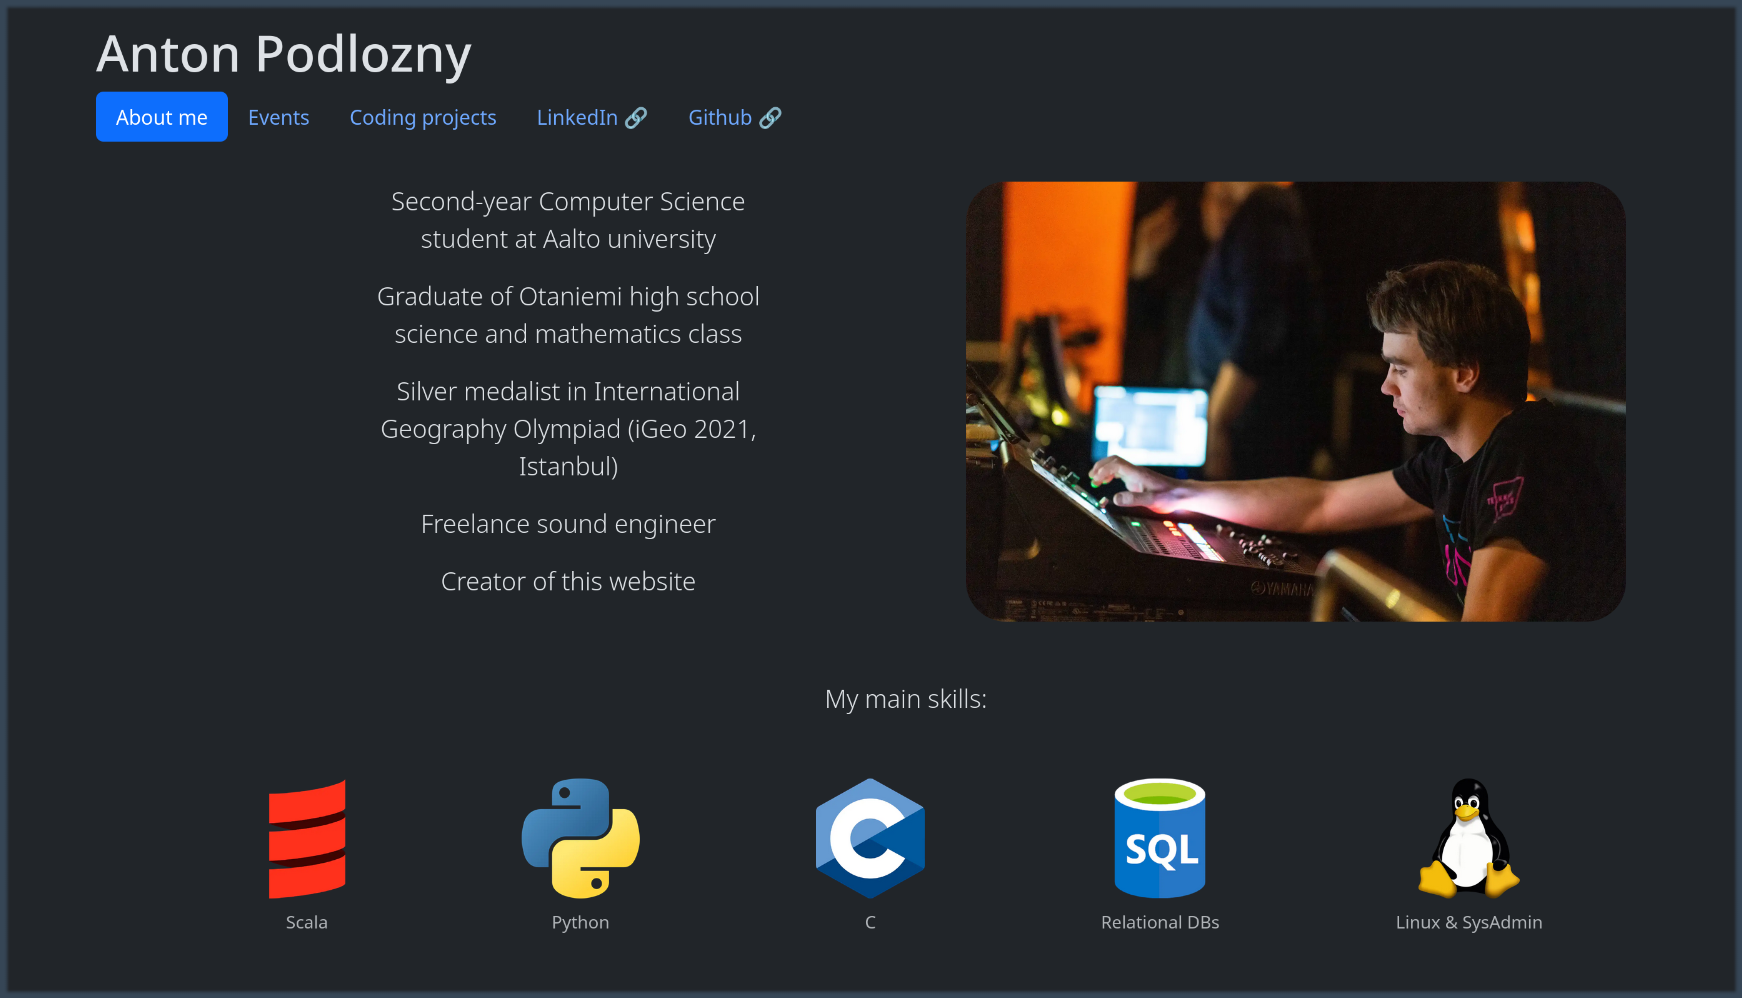 Anton Podlozny
About me
Events
Coding projects
LinkedIn 🔗
Github 🔗
Second-year Computer Science
student at Aalto university
Graduate of Otaniemi high school
science and mathematics class
Silver medalist in International
Geography Olympiad (iGeo 2021,
Istanbul)
Freelance sound engineer
Creator of this website
YAMAHA
My main skills:
SQL
Scala
Python
C
Relational DBs
Linux & SysAdmin